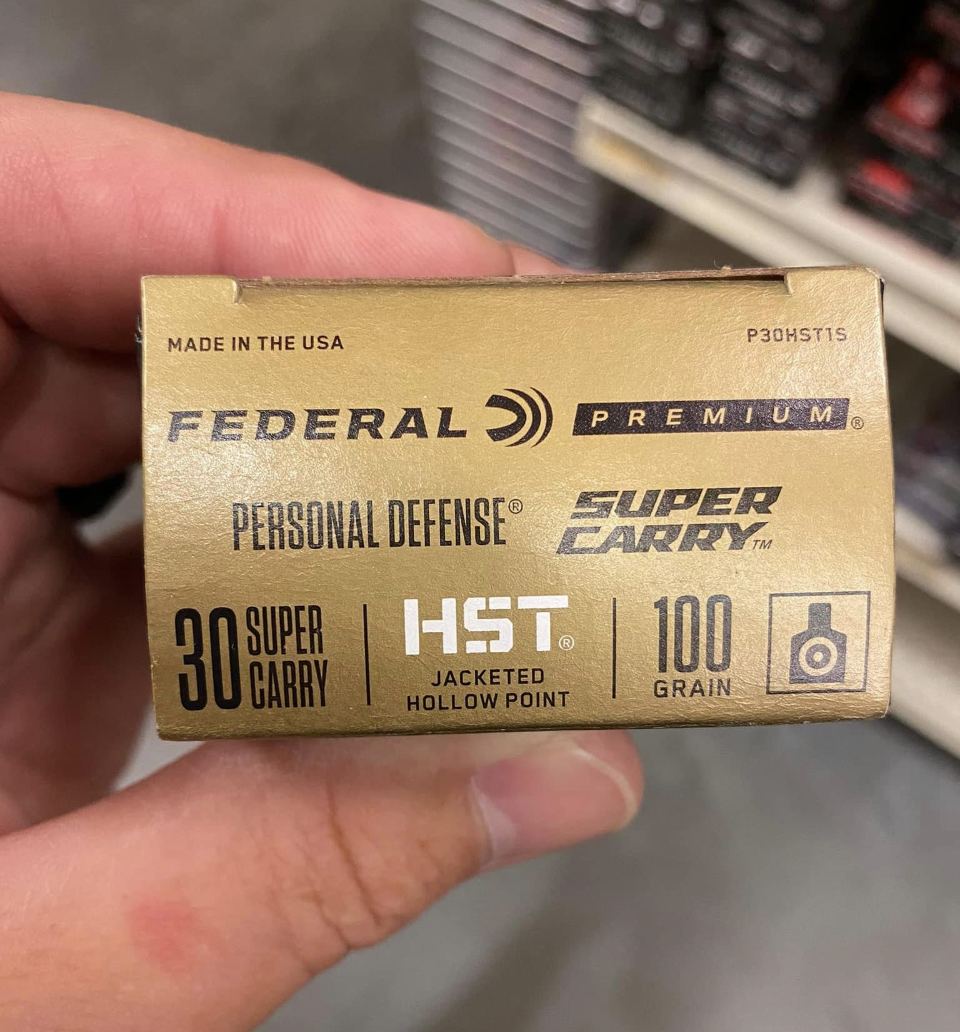 MADE IN THE USA P30HST1S
FEDERAL PREMIUM®
PERSONAL DEFENSE® SUPER CARRY™
30 SUPER CARRY
HST®
JACKETED
HOLLOW POINT
100
GRAIN